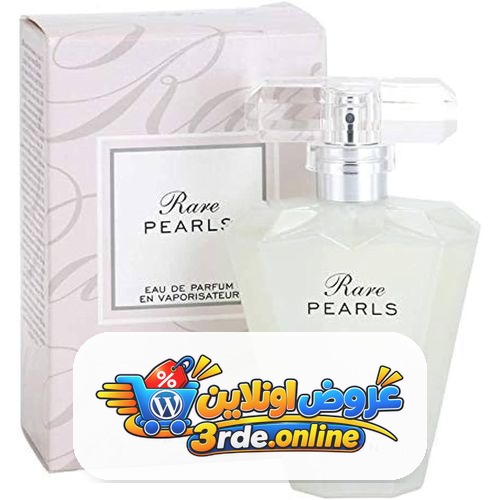 Rare
PEARLS
EAU DE PARFUM
EN VAPORISATEUR
Rare
PEARLS
%
W
عروض اونلاين
3rde.online